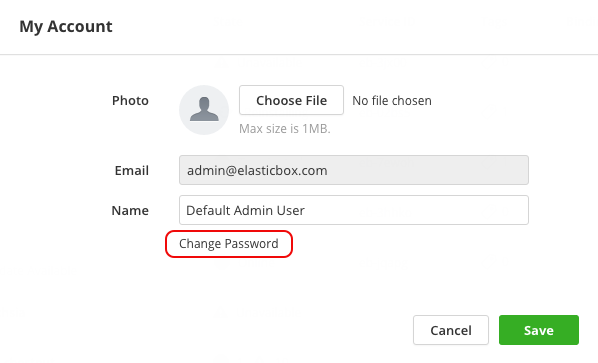 My Account
Photo Choose File No file chosen
Max size is 1MB.
Email admin@elasticbox.com
Name Default Admin User
Change Password
Cancel Save